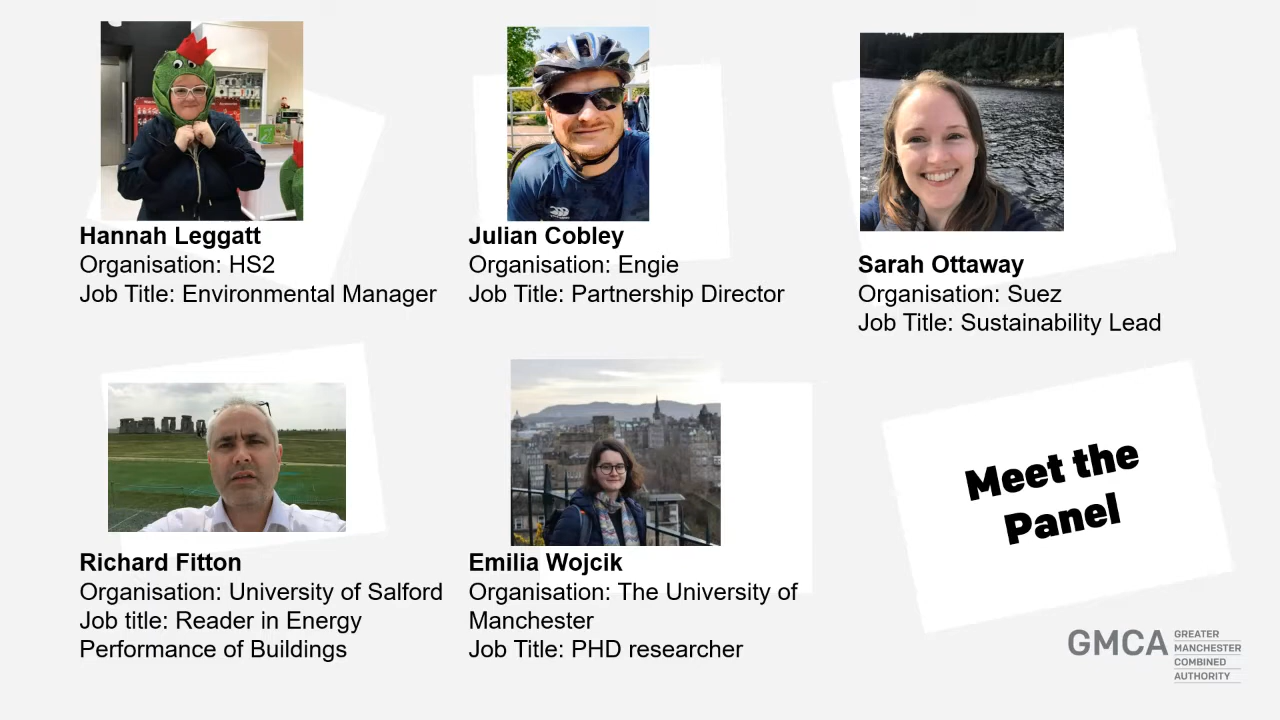 Hannah Leggatt
Organisation: HS2
Job Title: Environmental Manager
Julian Cobley
Organisation: Engie
Job Title: Partnership Director
Sarah Ottaway
Organisation: Suez
Job Title: Sustainability Lead
Richard Fitton
Organisation: University of Salford
Job title: Reader in Energy
Performance of Buildings
Emilia Wojcik
Organisation: The University of
Manchester
Job Title: PHD researcher
Meet the
Panel
GMCA
GREATER
MANCHESTER
COMBINED
AUTHORITY